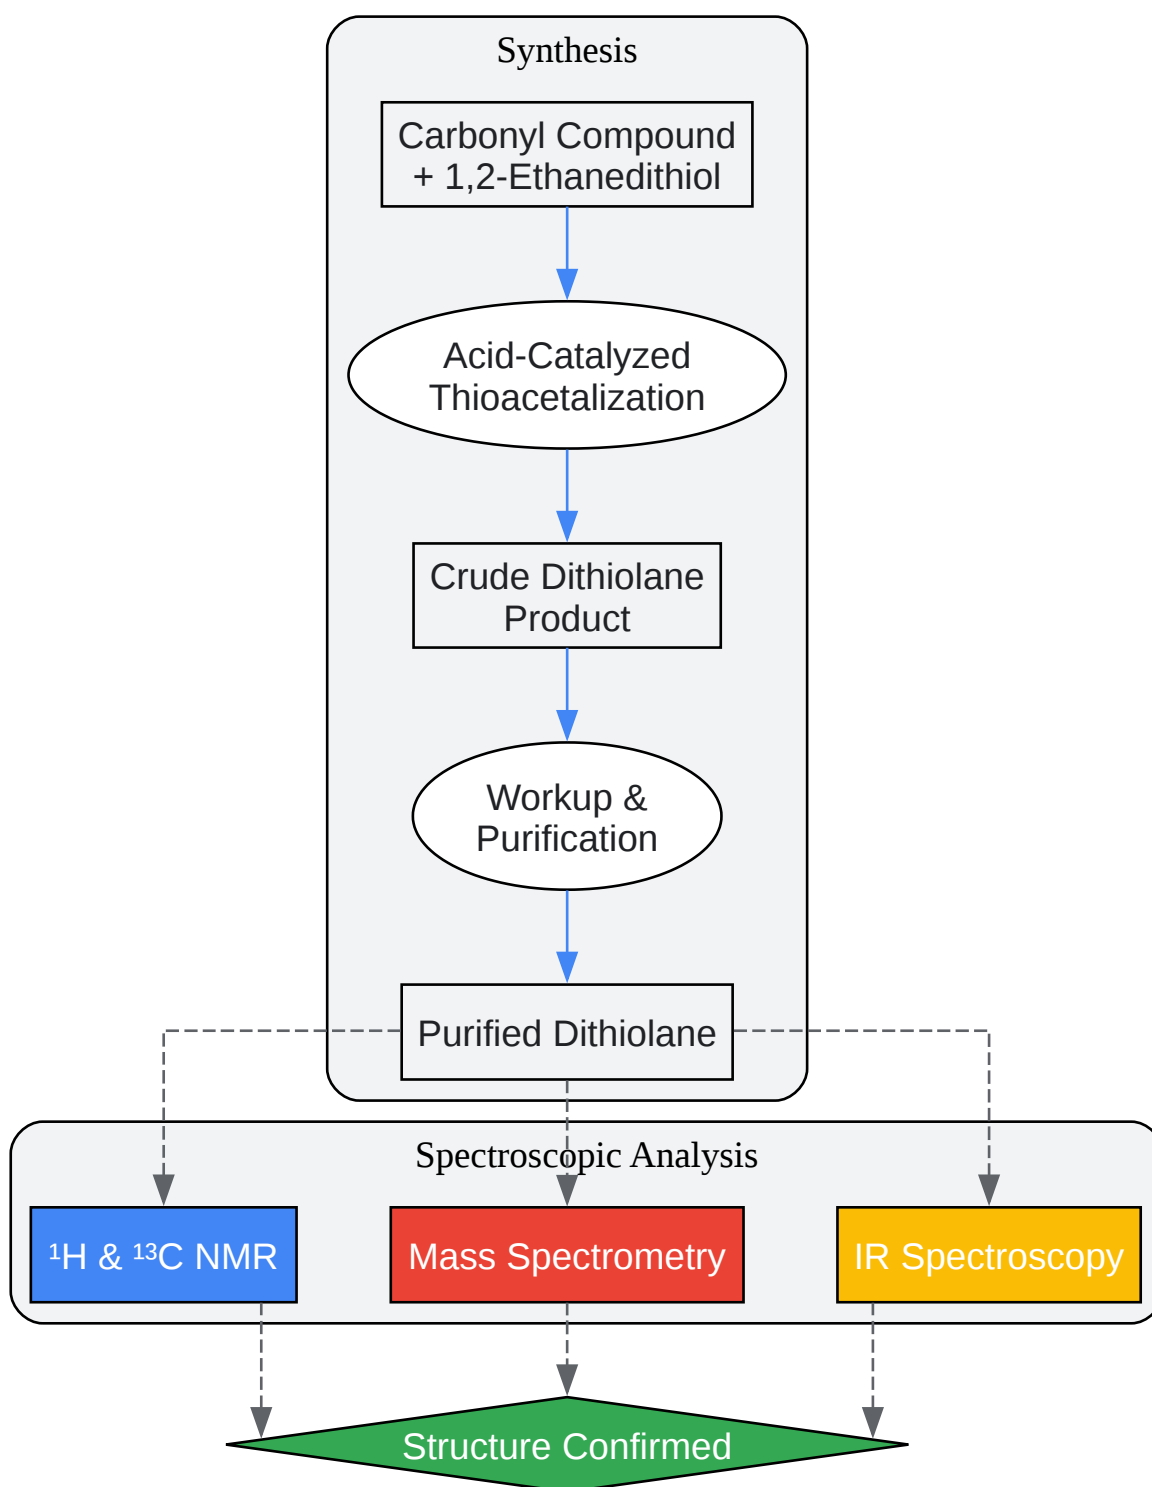 Synthesis
Carbonyl Compound
+ 1,2-Ethanedithiol
Acid-Catalyzed
Thioacetalization
Crude Dithiolane
Product
Workup &
Purification
Purified Dithiolane
Spectroscopic Analysis
¹H & ¹³C NMR
Mass Spectrometry
IR Spectroscopy
Structure Confirmed